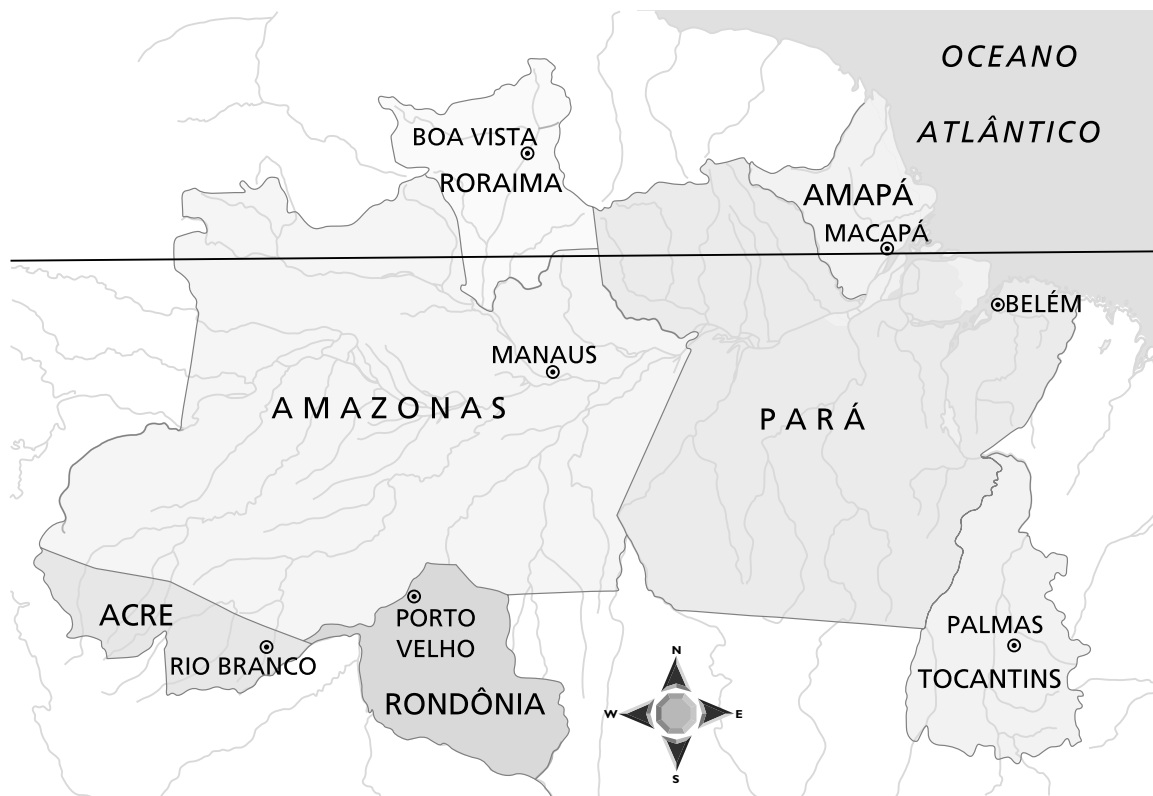 OCEANO
ATLÂNTICO
BOA VISTA
RORAIMA
AMAPÁ
MACAPÁ
BELÉM
MANAUS
AMAZONAS
PARÁ
ACRE
RIO BRANCO
PORTO
VELHO
RONDÔNIA
PALMAS
TOCANTINS
N
W
E
S